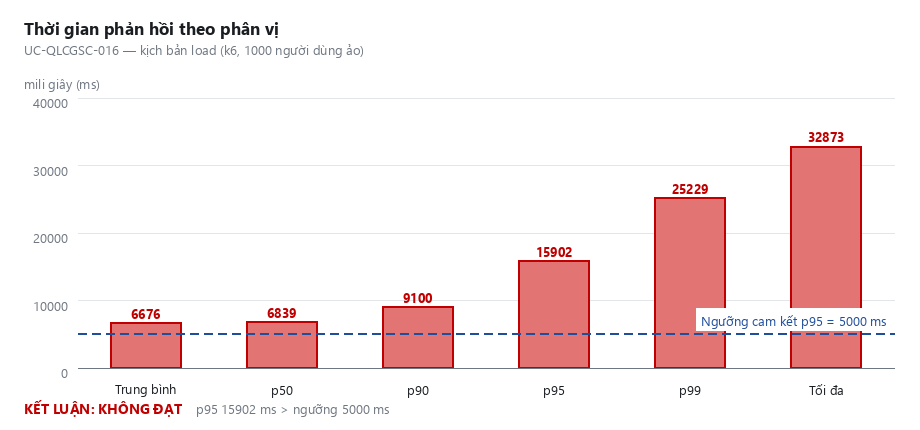 Thời gian phản hồi theo phân vị
UC-QLCGSC-016 — kịch bản load (k6, 1000 người dùng ảo)
mili giây (ms)
40000
30000
20000
10000
0
6676
6839
9100
15902
25229
32873
Ngưỡng cam kết p95 = 5000 ms
Trung bình
p50
p90
p95
p99
Tối đa
KẾT LUẬN: KHÔNG ĐẠT p95 15902 ms > ngưỡng 5000 ms